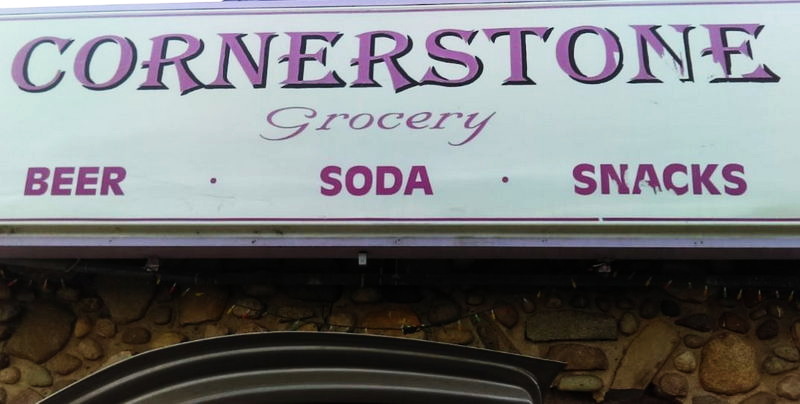 CORNERSTONE
Grocery
BEER · SODA · SNACKS